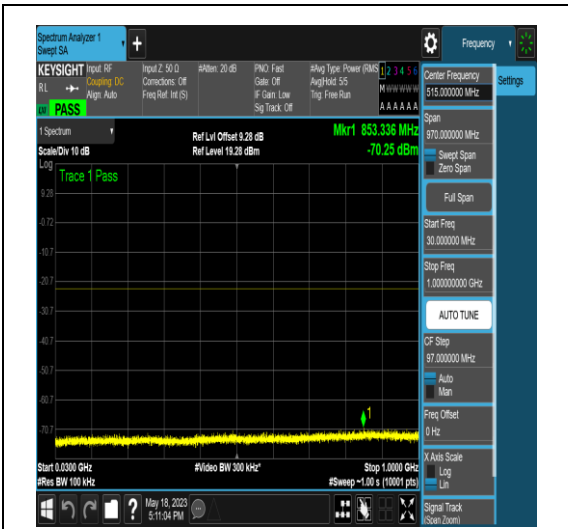 Spectrum Analyzer 1
Swept SA
+
Frequency
KEYSIGHT
Input: RF
Coupling: DC
Align: Auto
Input Z: 50 Ω
Corrections: Off
Freq Ref: Int (S)
#Atten: 20 dB
PNO: Fast
Gate: Off
IF Gain: Low
Sig Track: Off
#Avg Type: Power (RMS
Avg|Hold: 5/5
Trig: Free Run
1 2 3 4 5 6
M W W W W W
A A A A A A
R L
PASS
1 Spectrum
Scale/Div 10 dB
Ref Lvl Offset 9.28 dB
Ref Level 19.28 dBm
Mkr1 853.336 MHz
-70.25 dBm
Log
Trace 1 Pass
9.28
-0.72
-10.7
-20.7
-30.7
-40.7
-50.7
-60.7
-70.7
1
Start 0.0300 GHz
#Res BW 100 kHz
#Video BW 300 kHz*
Stop 1.0000 GHz
#Sweep ~1.00 s (10001 pts)
Center Frequency
515.000000 MHz
Settings
Span
970.000000 MHz
Swept Span
Zero Span
Full Span
Start Freq
30.000000 MHz
Stop Freq
1.000000000 GHz
AUTO TUNE
CF Step
97.000000 MHz
Auto
Man
Freq Offset
0 Hz
X Axis Scale
Log
Lin
Signal Track
(Span Zoom)
?
May 18, 2023
5:11:04 PM